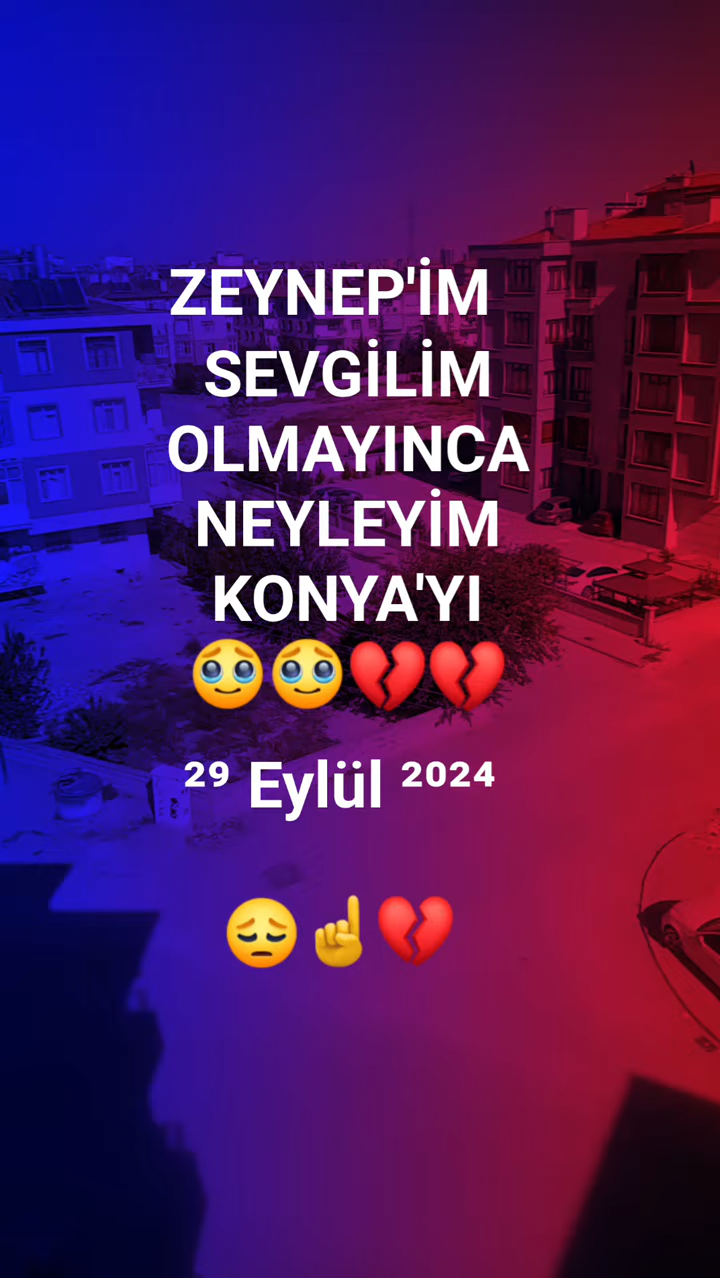 ZEYNEP'İM
SEVGİLİM
OLMAYINCA
NEYLEYİM
KONYA'YI
🥹🥹💔💔
²⁹ Eylül ²⁰²⁴
😔☝️💔